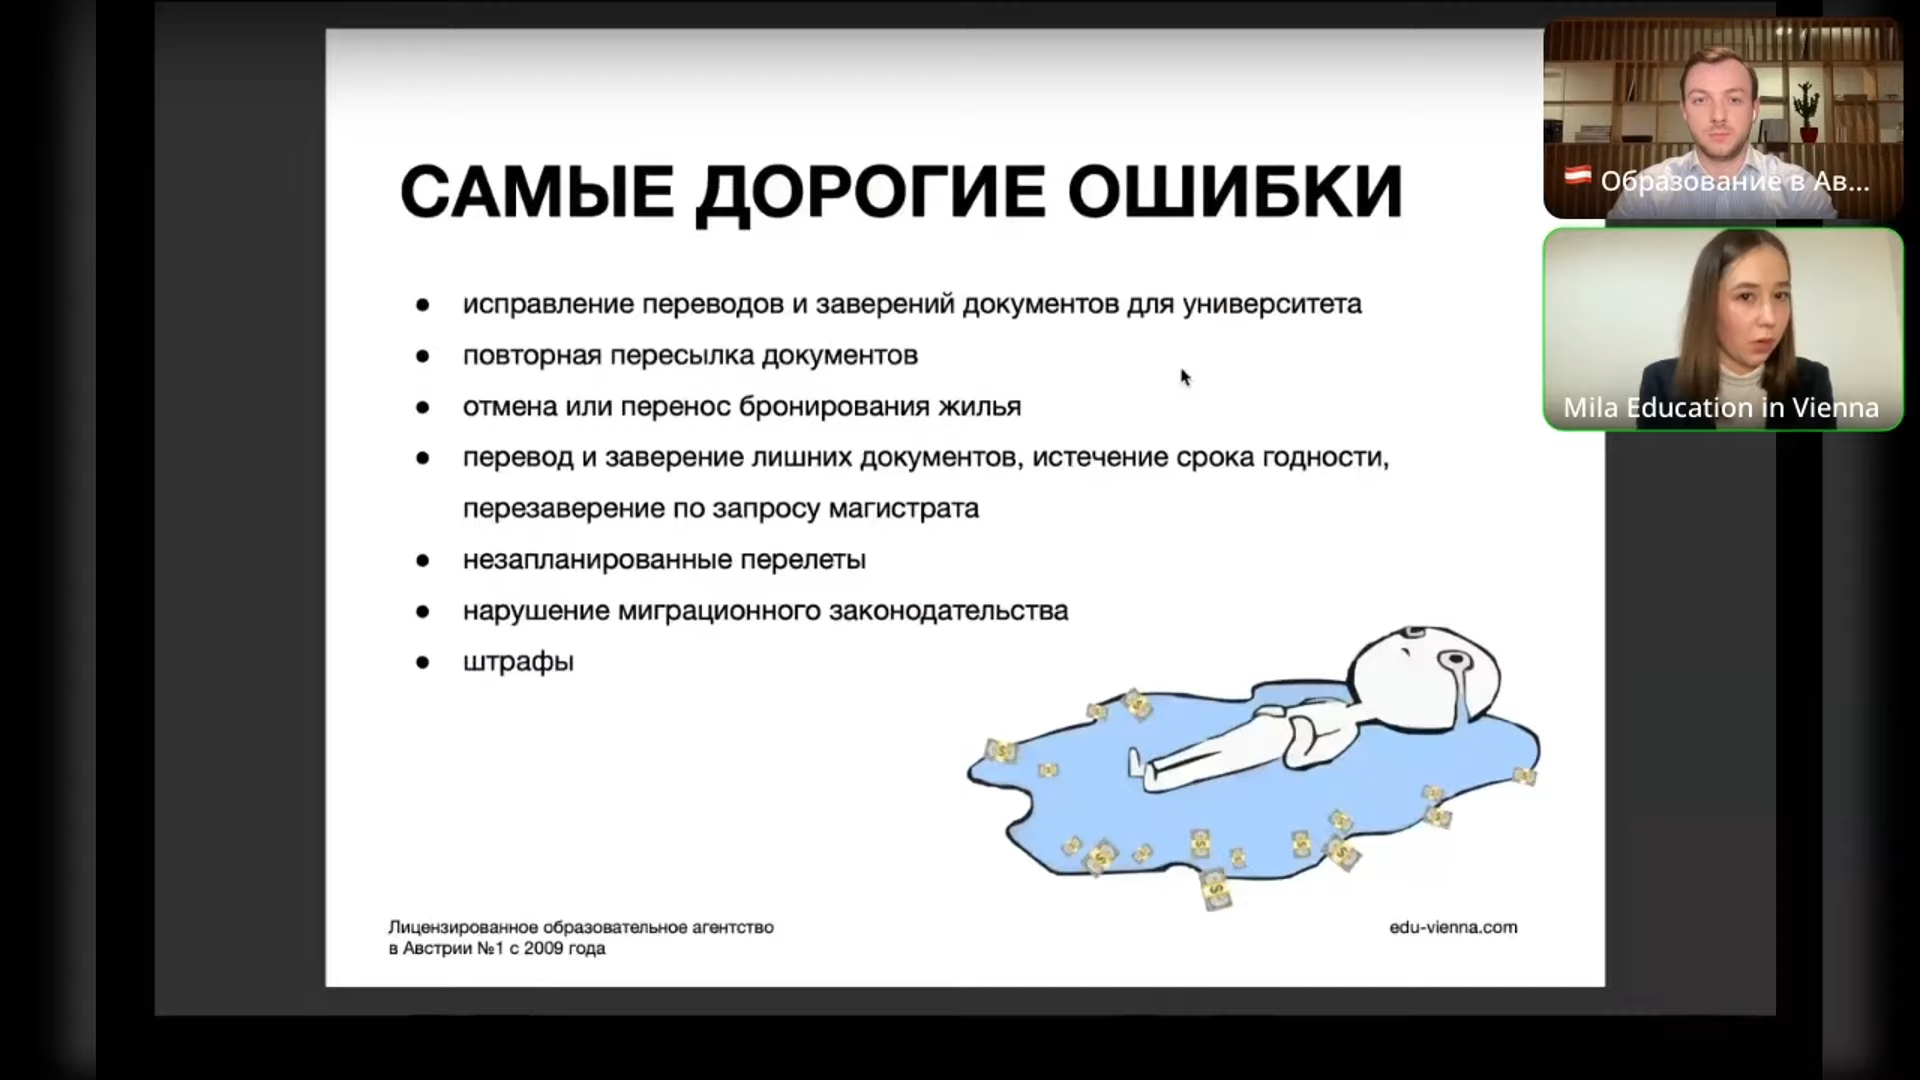 САМЫЕ ДОРОГИЕ ОШИБКИ
исправление переводов и заверений документов для университета
повторная пересылка документов
отмена или перенос бронирования жилья
перевод и заверение лишних документов, истечение срока годности,
перезаверение по запросу магистрата
незапланированные перелеты
нарушение миграционного законодательства
штрафы
Лицензированное образовательное агентство
в Австрии №1 с 2009 года
edu-vienna.com
Образование в Ав...
Mila Education in Vienna